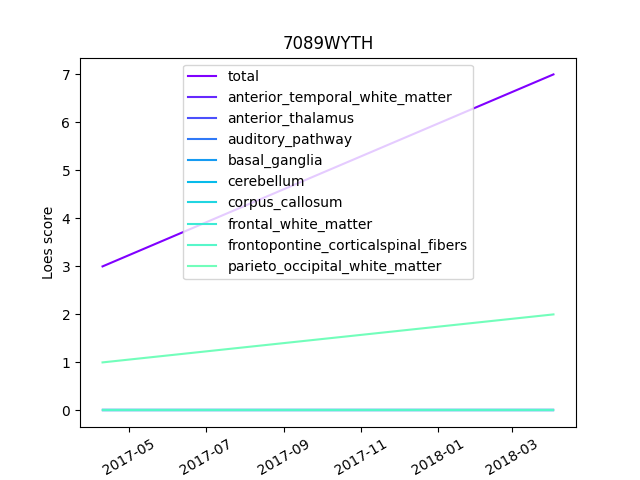 7089WYTH
7
6
5
4
3
2
1
0
Loes score
total
anterior_temporal_white_matter
anterior_thalamus
auditory_pathway
basal_ganglia
cerebellum
corpus_callosum
frontal_white_matter
frontopontine_corticalspinal_fibers
parieto_occipital_white_matter
2017-05 2017-07 2017-09 2017-11 2018-01 2018-03